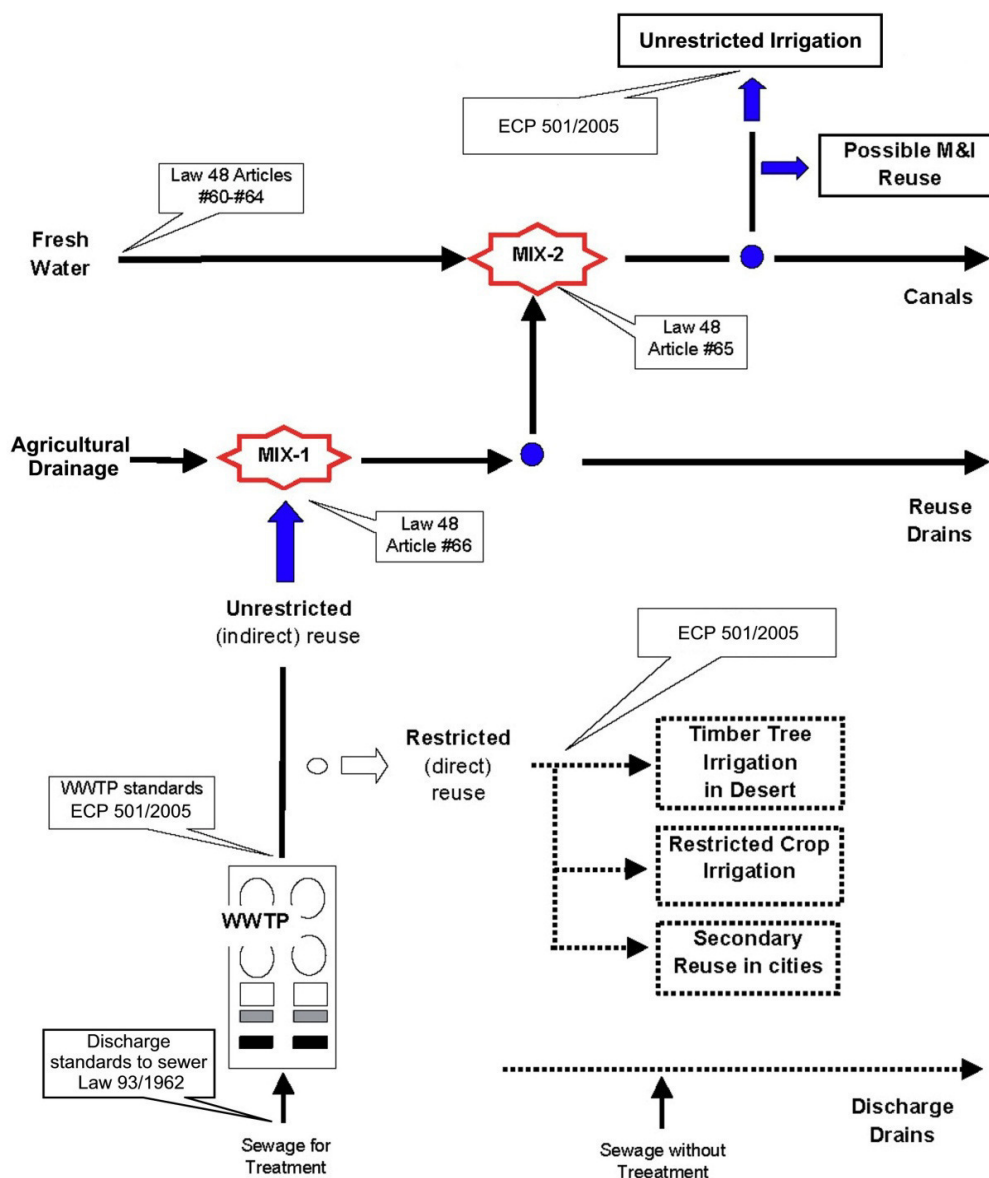 Unrestricted Irrigation
ECP 501/2005
Possible M&I
Reuse
Law 48 Articles
#60-#64
Fresh
Water
MIX-2
Canals
Law 48
Article #65
Agricultural
Drainage
MIX-1
Reuse
Drains
Law 48
Article #66
Unrestricted
(indirect) reuse
ECP 501/2005
Restricted
(direct)
reuse
Timber Tree
Irrigation
in Desert
WWTP standards
ECP 501/2005
Restricted Crop
Irrigation
WWTP
Secondary
Reuse in cities
Discharge
standards to sewer
Law 93/1962
Discharge
Drains
Sewage for
Treatment
Sewage without
Treeatment